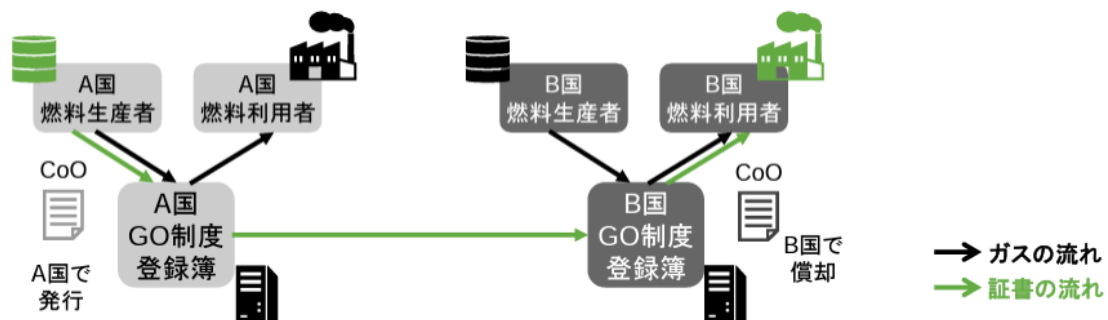 A国
燃料生産者
A国
燃料利用者
B国
燃料生産者
B国
燃料利用者
CoO
A国
GO制度
登録簿
A国で
発行
B国
GO制度
登録簿
CoO
B国で
償却
ガスの流れ
証書の流れ